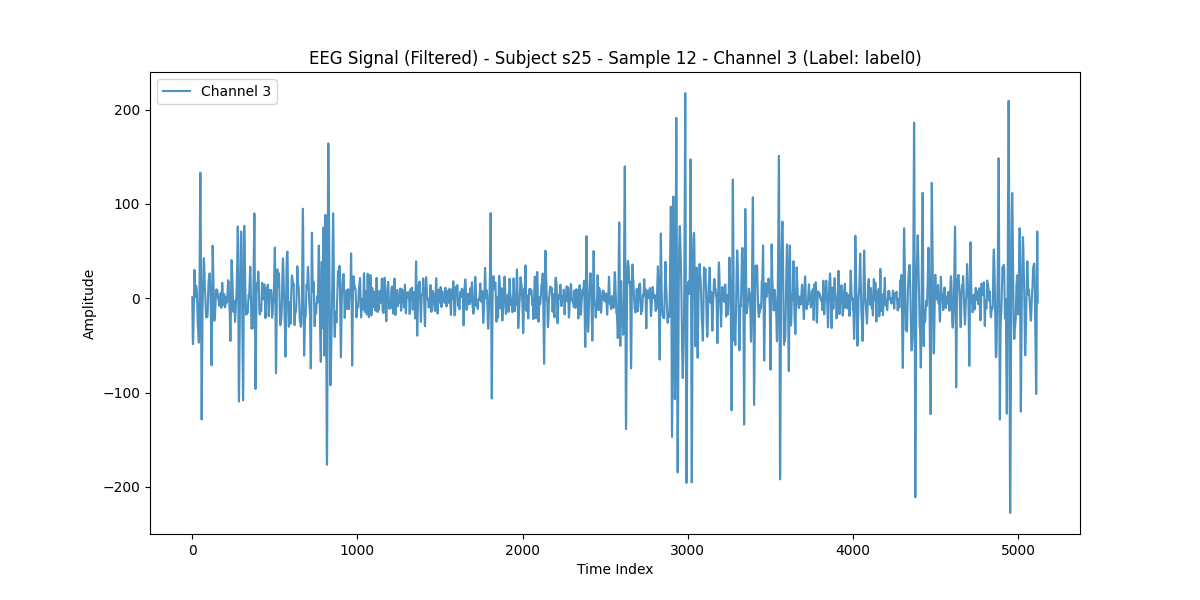 EEG Signal (Filtered) - Subject s25 - Sample 12 - Channel 3 (Label: label0)
Channel 3
200
100
0
−100
−200
Amplitude
0
1000
2000
3000
4000
5000
Time Index